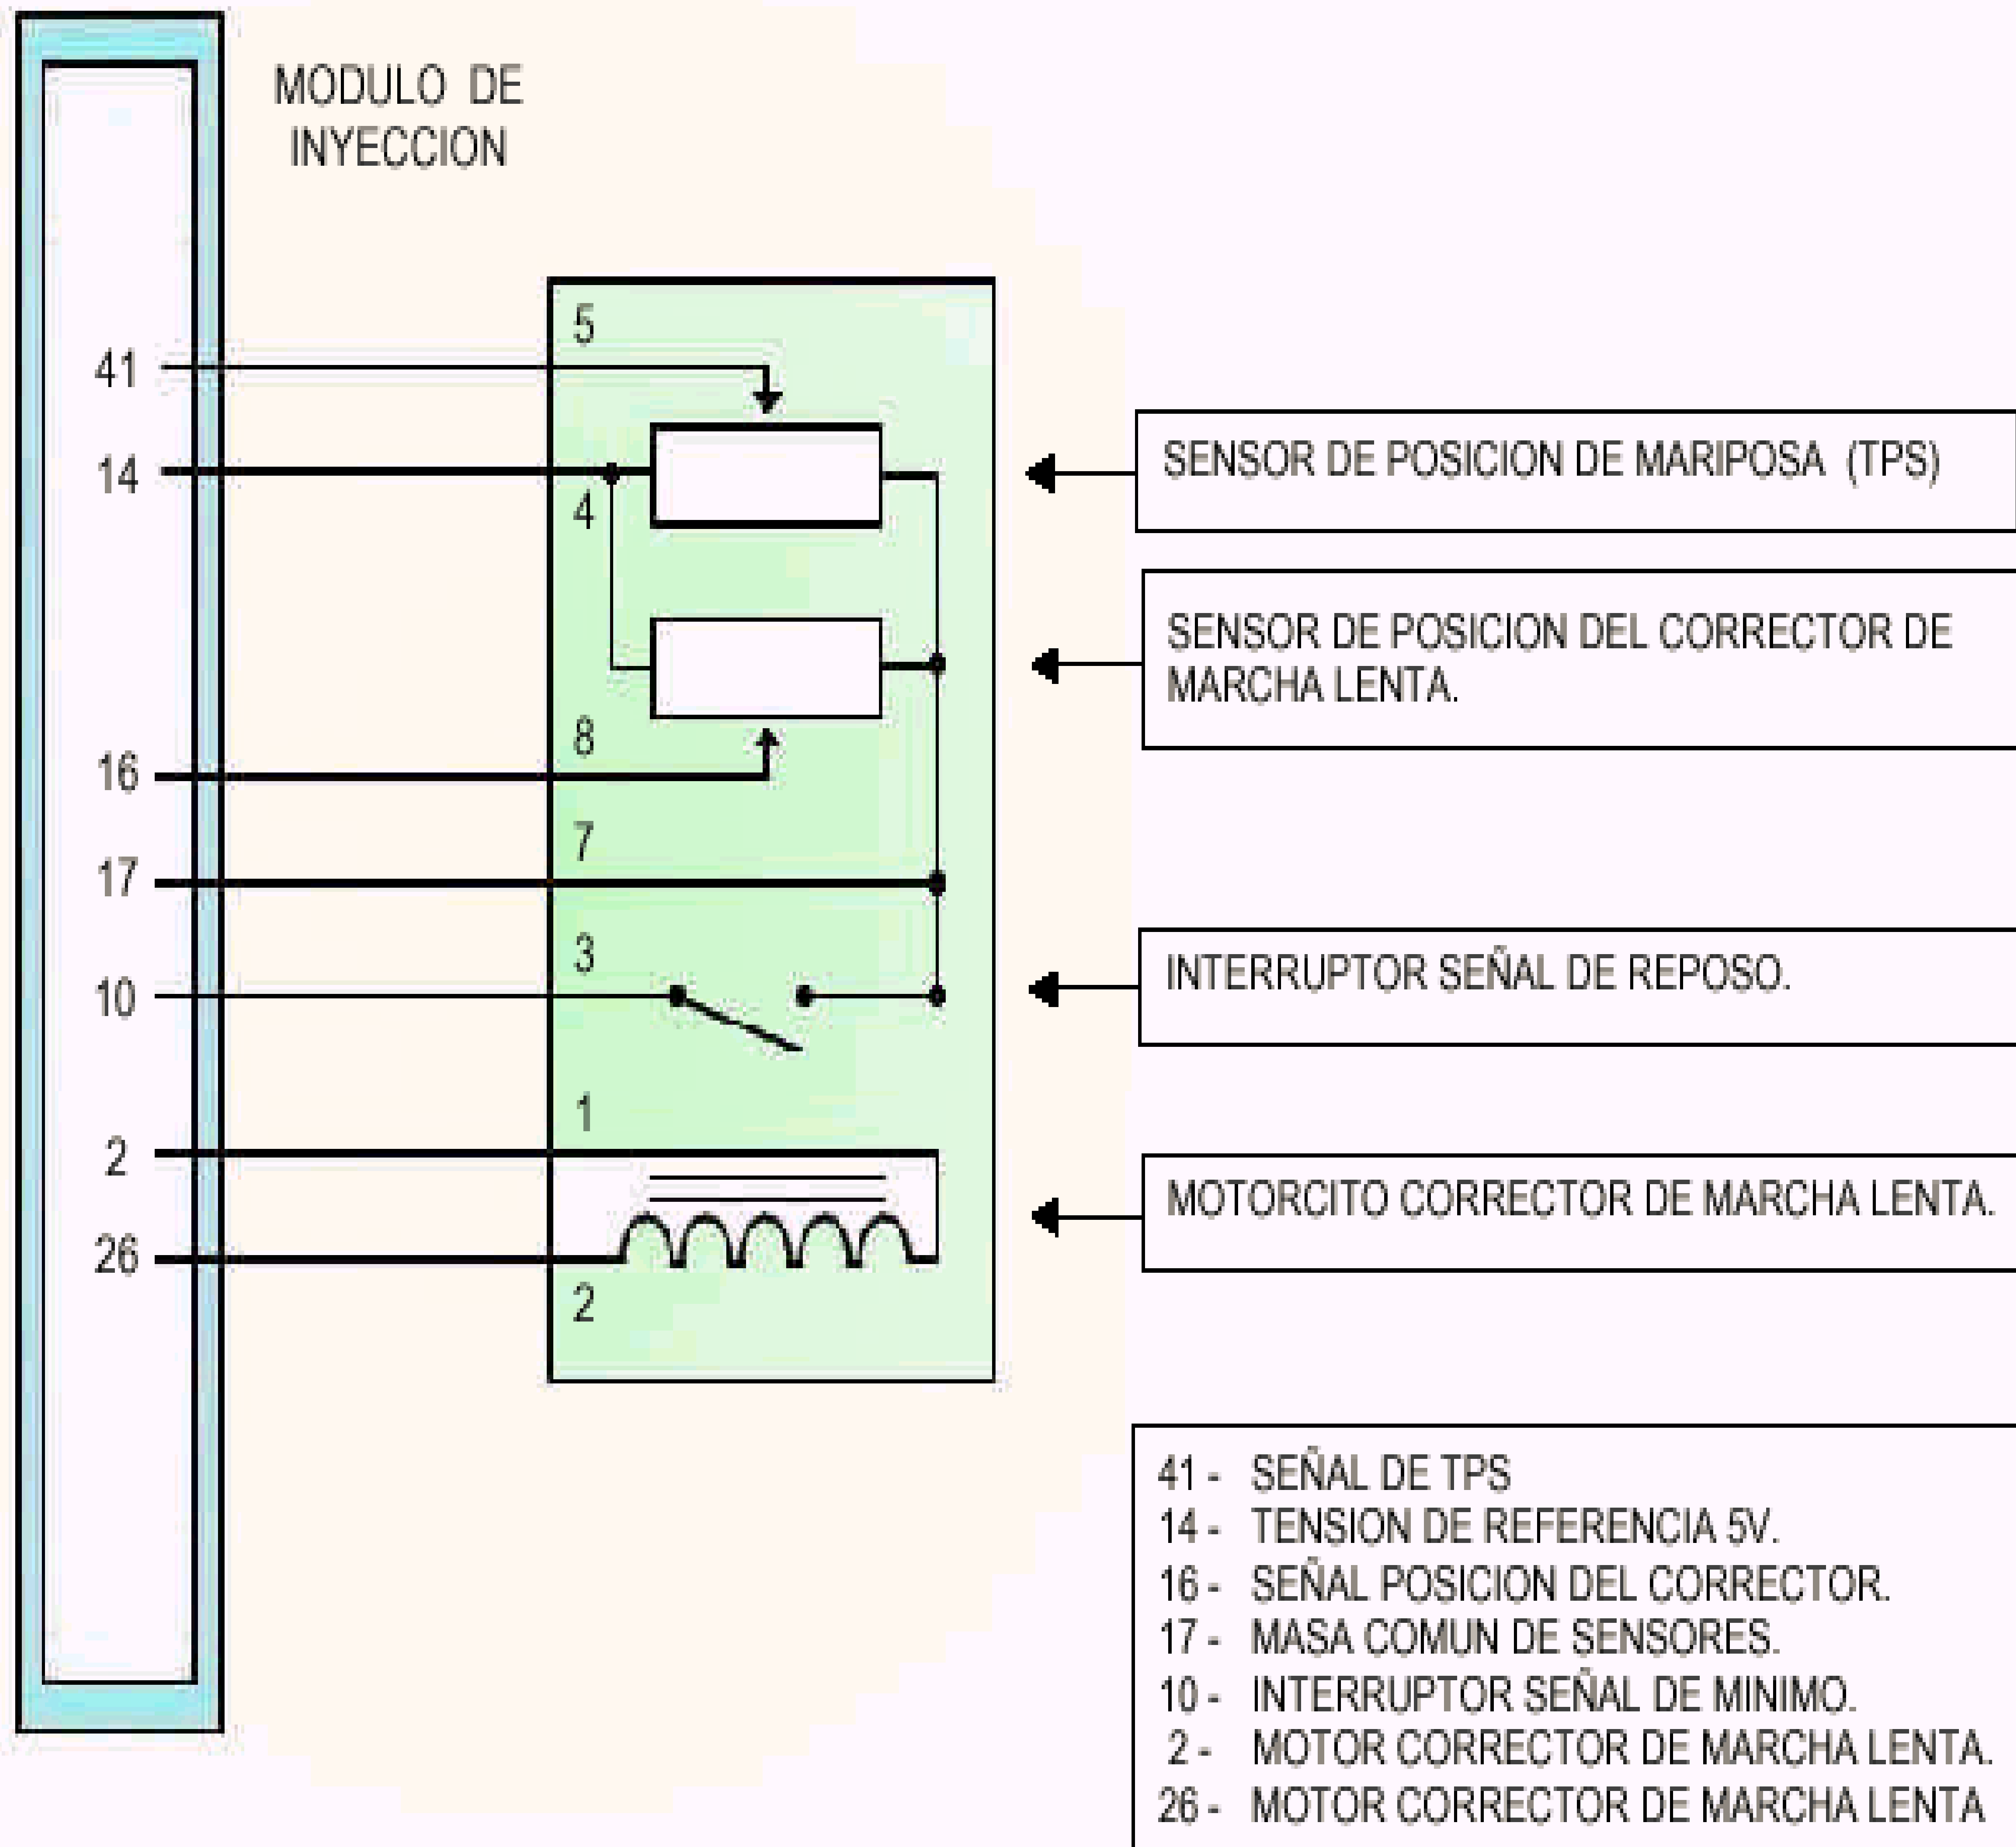 MODULO DE
INYECCION
5
41
14
4
8
16
7
17
3
10
1
2
26
2
SENSOR DE POSICION DE MARIPOSA (TPS)
SENSOR DE POSICION DEL CORRECTOR DE
MARCHA LENTA.
INTERRUPTOR SEÑAL DE REPOSO.
MOTORCITO CORRECTOR DE MARCHA LENTA.
41 - SEÑAL DE TPS
14 - TENSION DE REFERENCIA 5V.
16 - SEÑAL POSICION DEL CORRECTOR.
17 - MASA COMUN DE SENSORES.
10 - INTERRUPTOR SEÑAL DE MINIMO.
2 - MOTOR CORRECTOR DE MARCHA LENTA.
26 - MOTOR CORRECTOR DE MARCHA LENTA